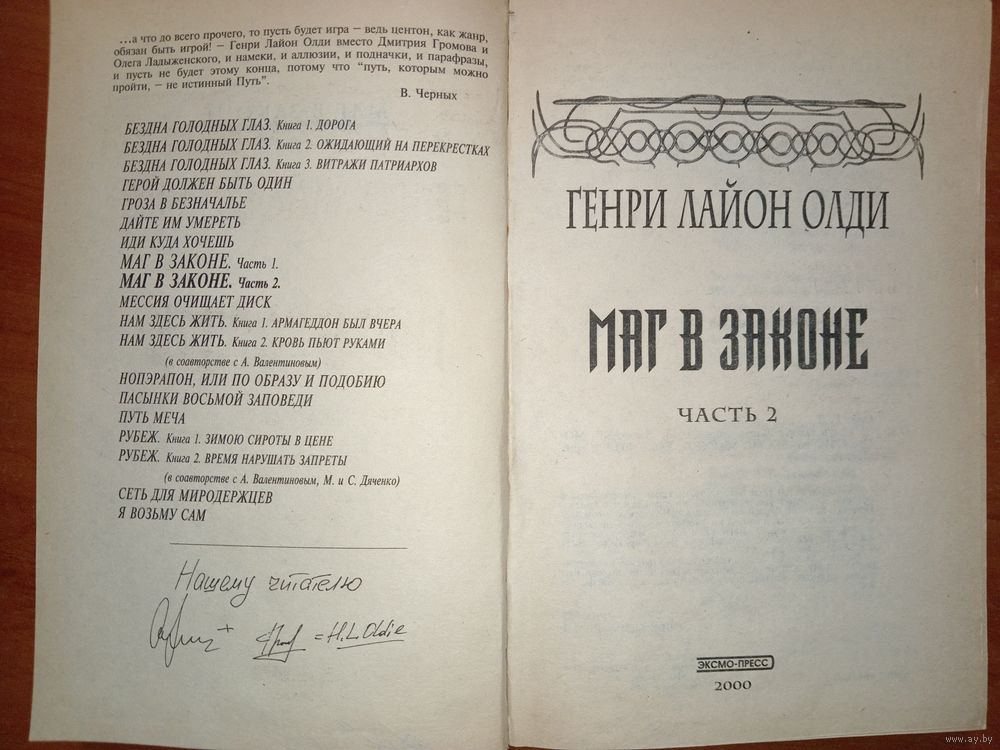 ...а что до всего прочего, то пусть будет игра – ведь центон, как жанр,
обязан быть игрой! – Генри Лайон Олди вместо Дмитрия Громова и
Олега Ладыженского, и намеки, и аллюзии, и подначки, и парафразы,
и пусть не будет этому конца, потому что "путь, которым можно
пройти, – не истинный Путь".
В. Черных
БЕЗДНА ГОЛОДНЫХ ГЛАЗ. Книга 1. ДОРОГА
БЕЗДНА ГОЛОДНЫХ ГЛАЗ. Книга 2. ОЖИДАЮЩИЙ НА ПЕРЕКРЕСТКАХ
БЕЗДНА ГОЛОДНЫХ ГЛАЗ. Книга 3. ВИТРАЖИ ПАТРИАРХОВ
ГЕРОЙ ДОЛЖЕН БЫТЬ ОДИН
ГРОЗА В БЕЗНАЧАЛЬЕ
ДАЙТЕ ИМ УМЕРЕТЬ
ИДИ КУДА ХОЧЕШЬ
МАГ В ЗАКОНЕ. Часть 1.
МАГ В ЗАКОНЕ. Часть 2.
МЕССИЯ ОЧИЩАЕТ ДИСК
НАМ ЗДЕСЬ ЖИТЬ. Книга 1. АРМАГЕДДОН БЫЛ ВЧЕРА
НАМ ЗДЕСЬ ЖИТЬ. Книга 2. КРОВЬ ПЬЮТ РУКАМИ
(в соавторстве с А. Валентиновым)
НОПЭРАПОН, ИЛИ ПО ОБРАЗУ И ПОДОБИЮ
ПАСЫНКИ ВОСЬМОЙ ЗАПОВЕДИ
ПУТЬ МЕЧА
РУБЕЖ. Книга 1. ЗИМОЮ СИРОТЫ В ЦЕНЕ
РУБЕЖ. Книга 2. ВРЕМЯ НАРУШАТЬ ЗАПРЕТЫ
(в соавторстве с А. Валентиновым, М. и С. Дяченко)
СЕТЬ ДЛЯ МИРОДЕРЖЦЕВ
Я ВОЗЬМУ САМ
Нашему читателю
+ = H.L.Oldie
ГЕНРИ ЛАЙОН ОЛДИ
МАГ В ЗАКОНЕ
ЧАСТЬ 2
ЭКСМО-ПРЕСС
2000
www.ay.by